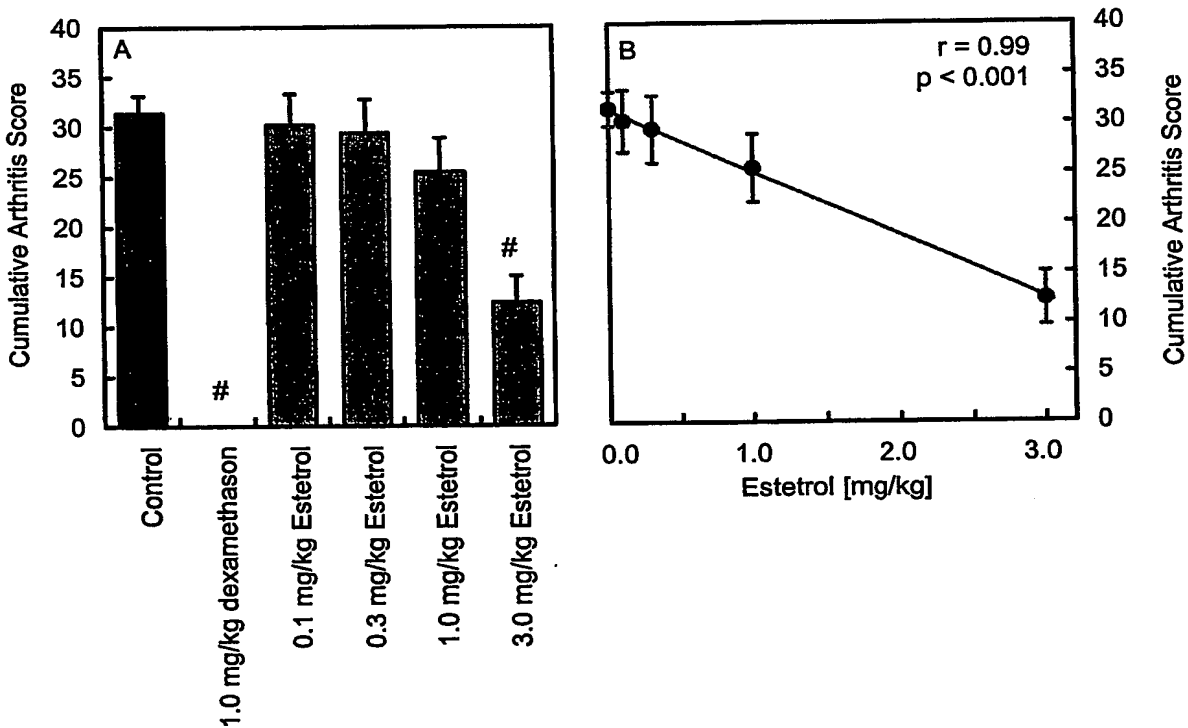 A
Cumulative Arthritis Score
40
35
30
25
20
15
10
5
0
#
#
Control
1.0 mg/kg dexamethason
0.1 mg/kg Estetrol
0.3 mg/kg Estetrol
1.0 mg/kg Estetrol
3.0 mg/kg Estetrol
B
r = 0.99
p < 0.001
40
35
30
25
20
15
10
5
0
Cumulative Arthritis Score
0.0 1.0 2.0 3.0
Estetrol [mg/kg]